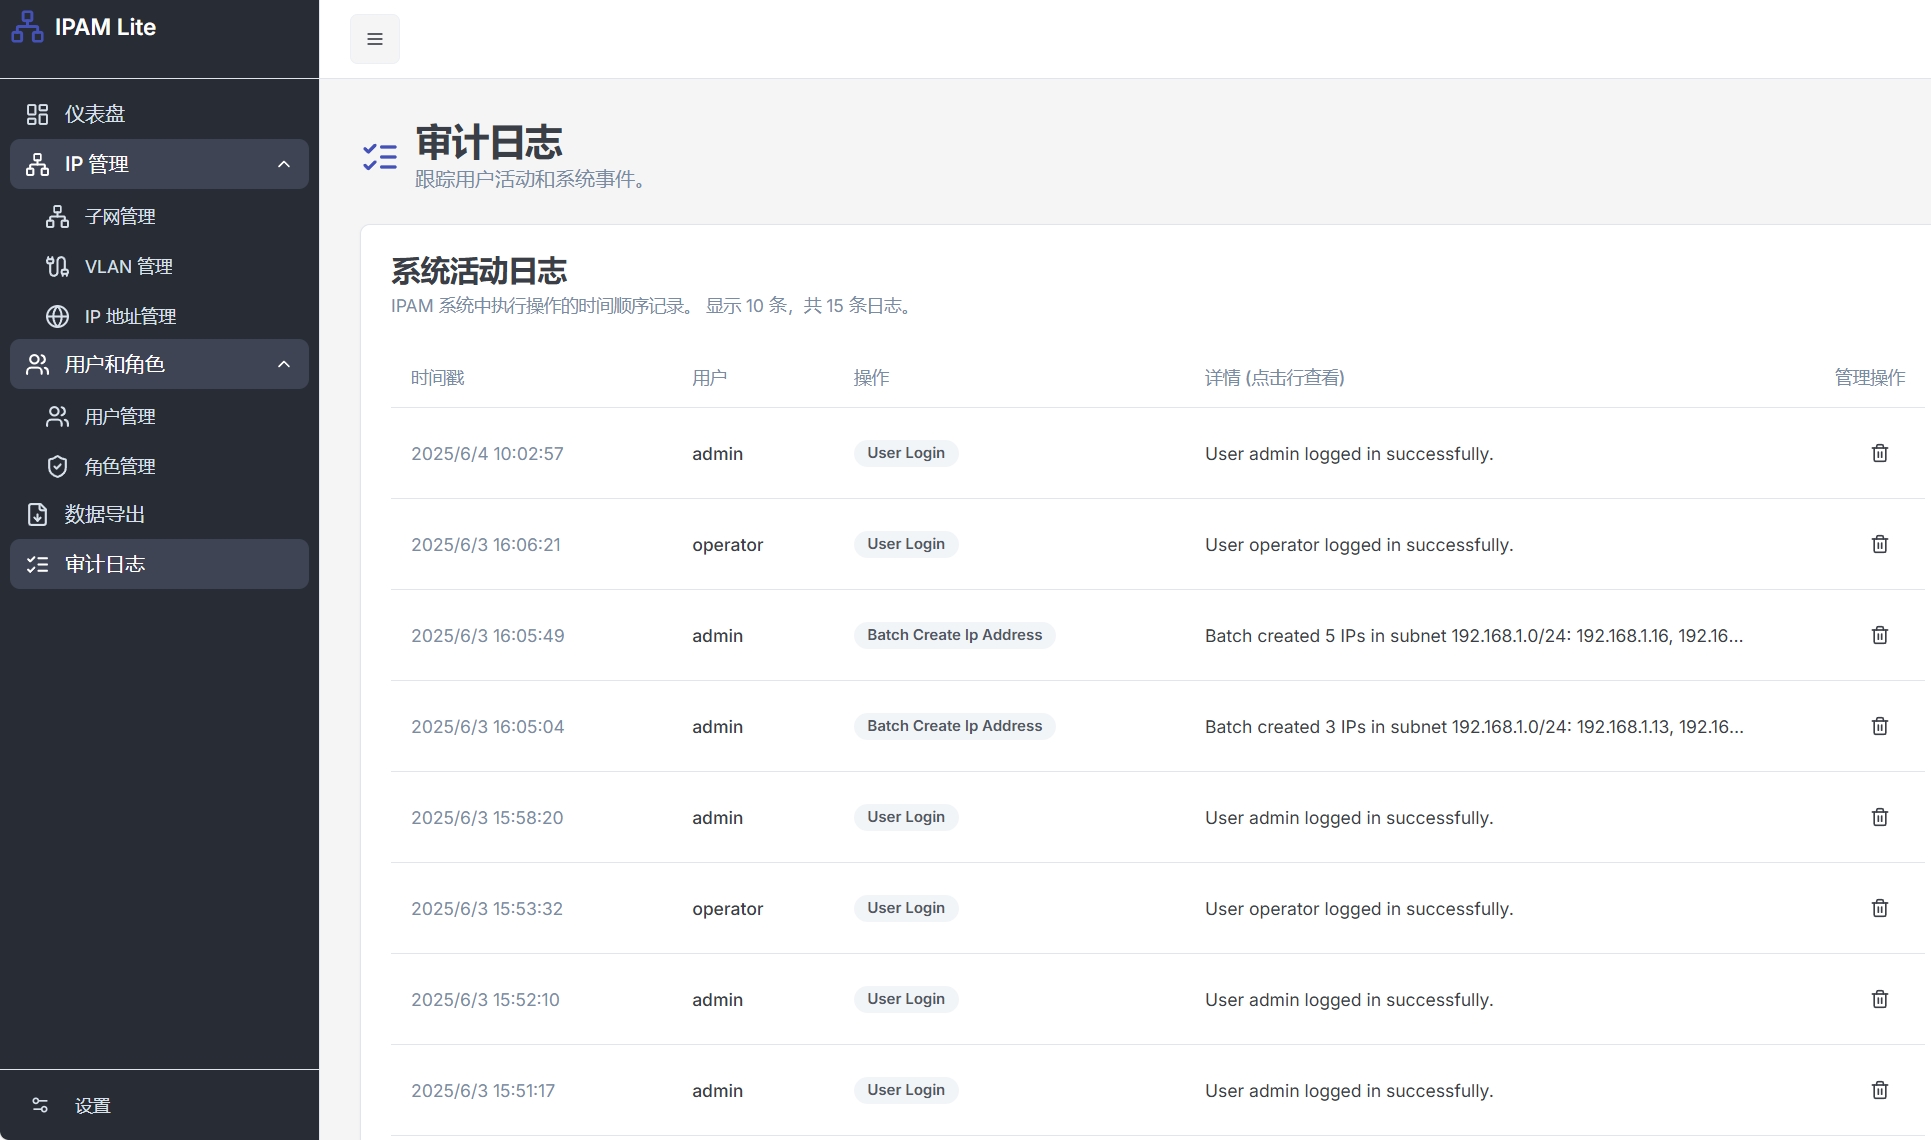 IPAM Lite
仪表盘
IP 管理
子网管理
VLAN 管理
IP 地址管理
用户和角色
用户管理
角色管理
数据导出
审计日志
设置
审计日志
跟踪用户活动和系统事件。
系统活动日志
IPAM 系统中执行操作的时间顺序记录。 显示 10 条，共 15 条日志。
时间戳 用户 操作 详情 (点击行查看) 管理操作
2025/6/4 10:02:57 admin User Login User admin logged in successfully.
2025/6/3 16:06:21 operator User Login User operator logged in successfully.
2025/6/3 16:05:49 admin Batch Create Ip Address Batch created 5 IPs in subnet 192.168.1.0/24: 192.168.1.16, 192.16...
2025/6/3 16:05:04 admin Batch Create Ip Address Batch created 3 IPs in subnet 192.168.1.0/24: 192.168.1.13, 192.16...
2025/6/3 15:58:20 admin User Login User admin logged in successfully.
2025/6/3 15:53:32 operator User Login User operator logged in successfully.
2025/6/3 15:52:10 admin User Login User admin logged in successfully.
2025/6/3 15:51:17 admin User Login User admin logged in successfully.